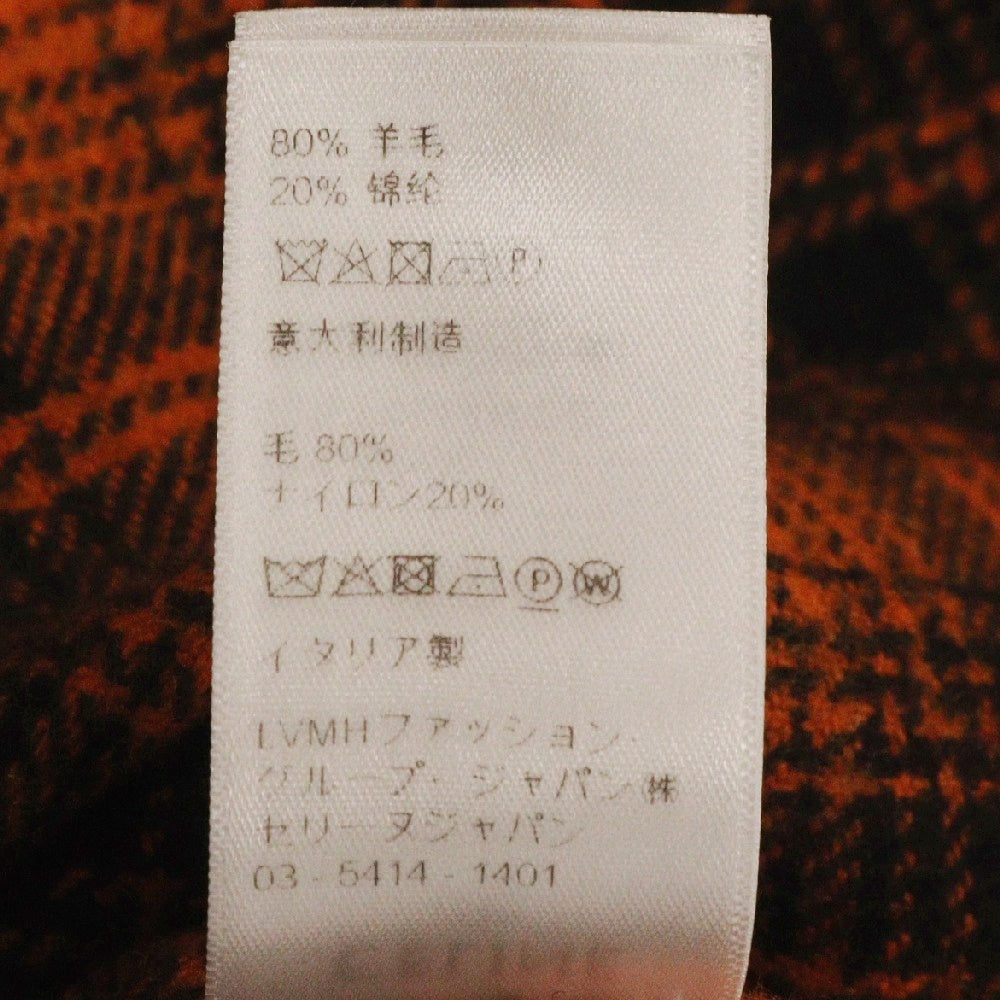 80% 羊毛
20% 锦纶
P
意大利制造
毛 80%
ナイロン20%
P W
イタリア製
LVMHファッション・
グループ・ジャパン㈱
セリーヌジャパン
03-5414-1401